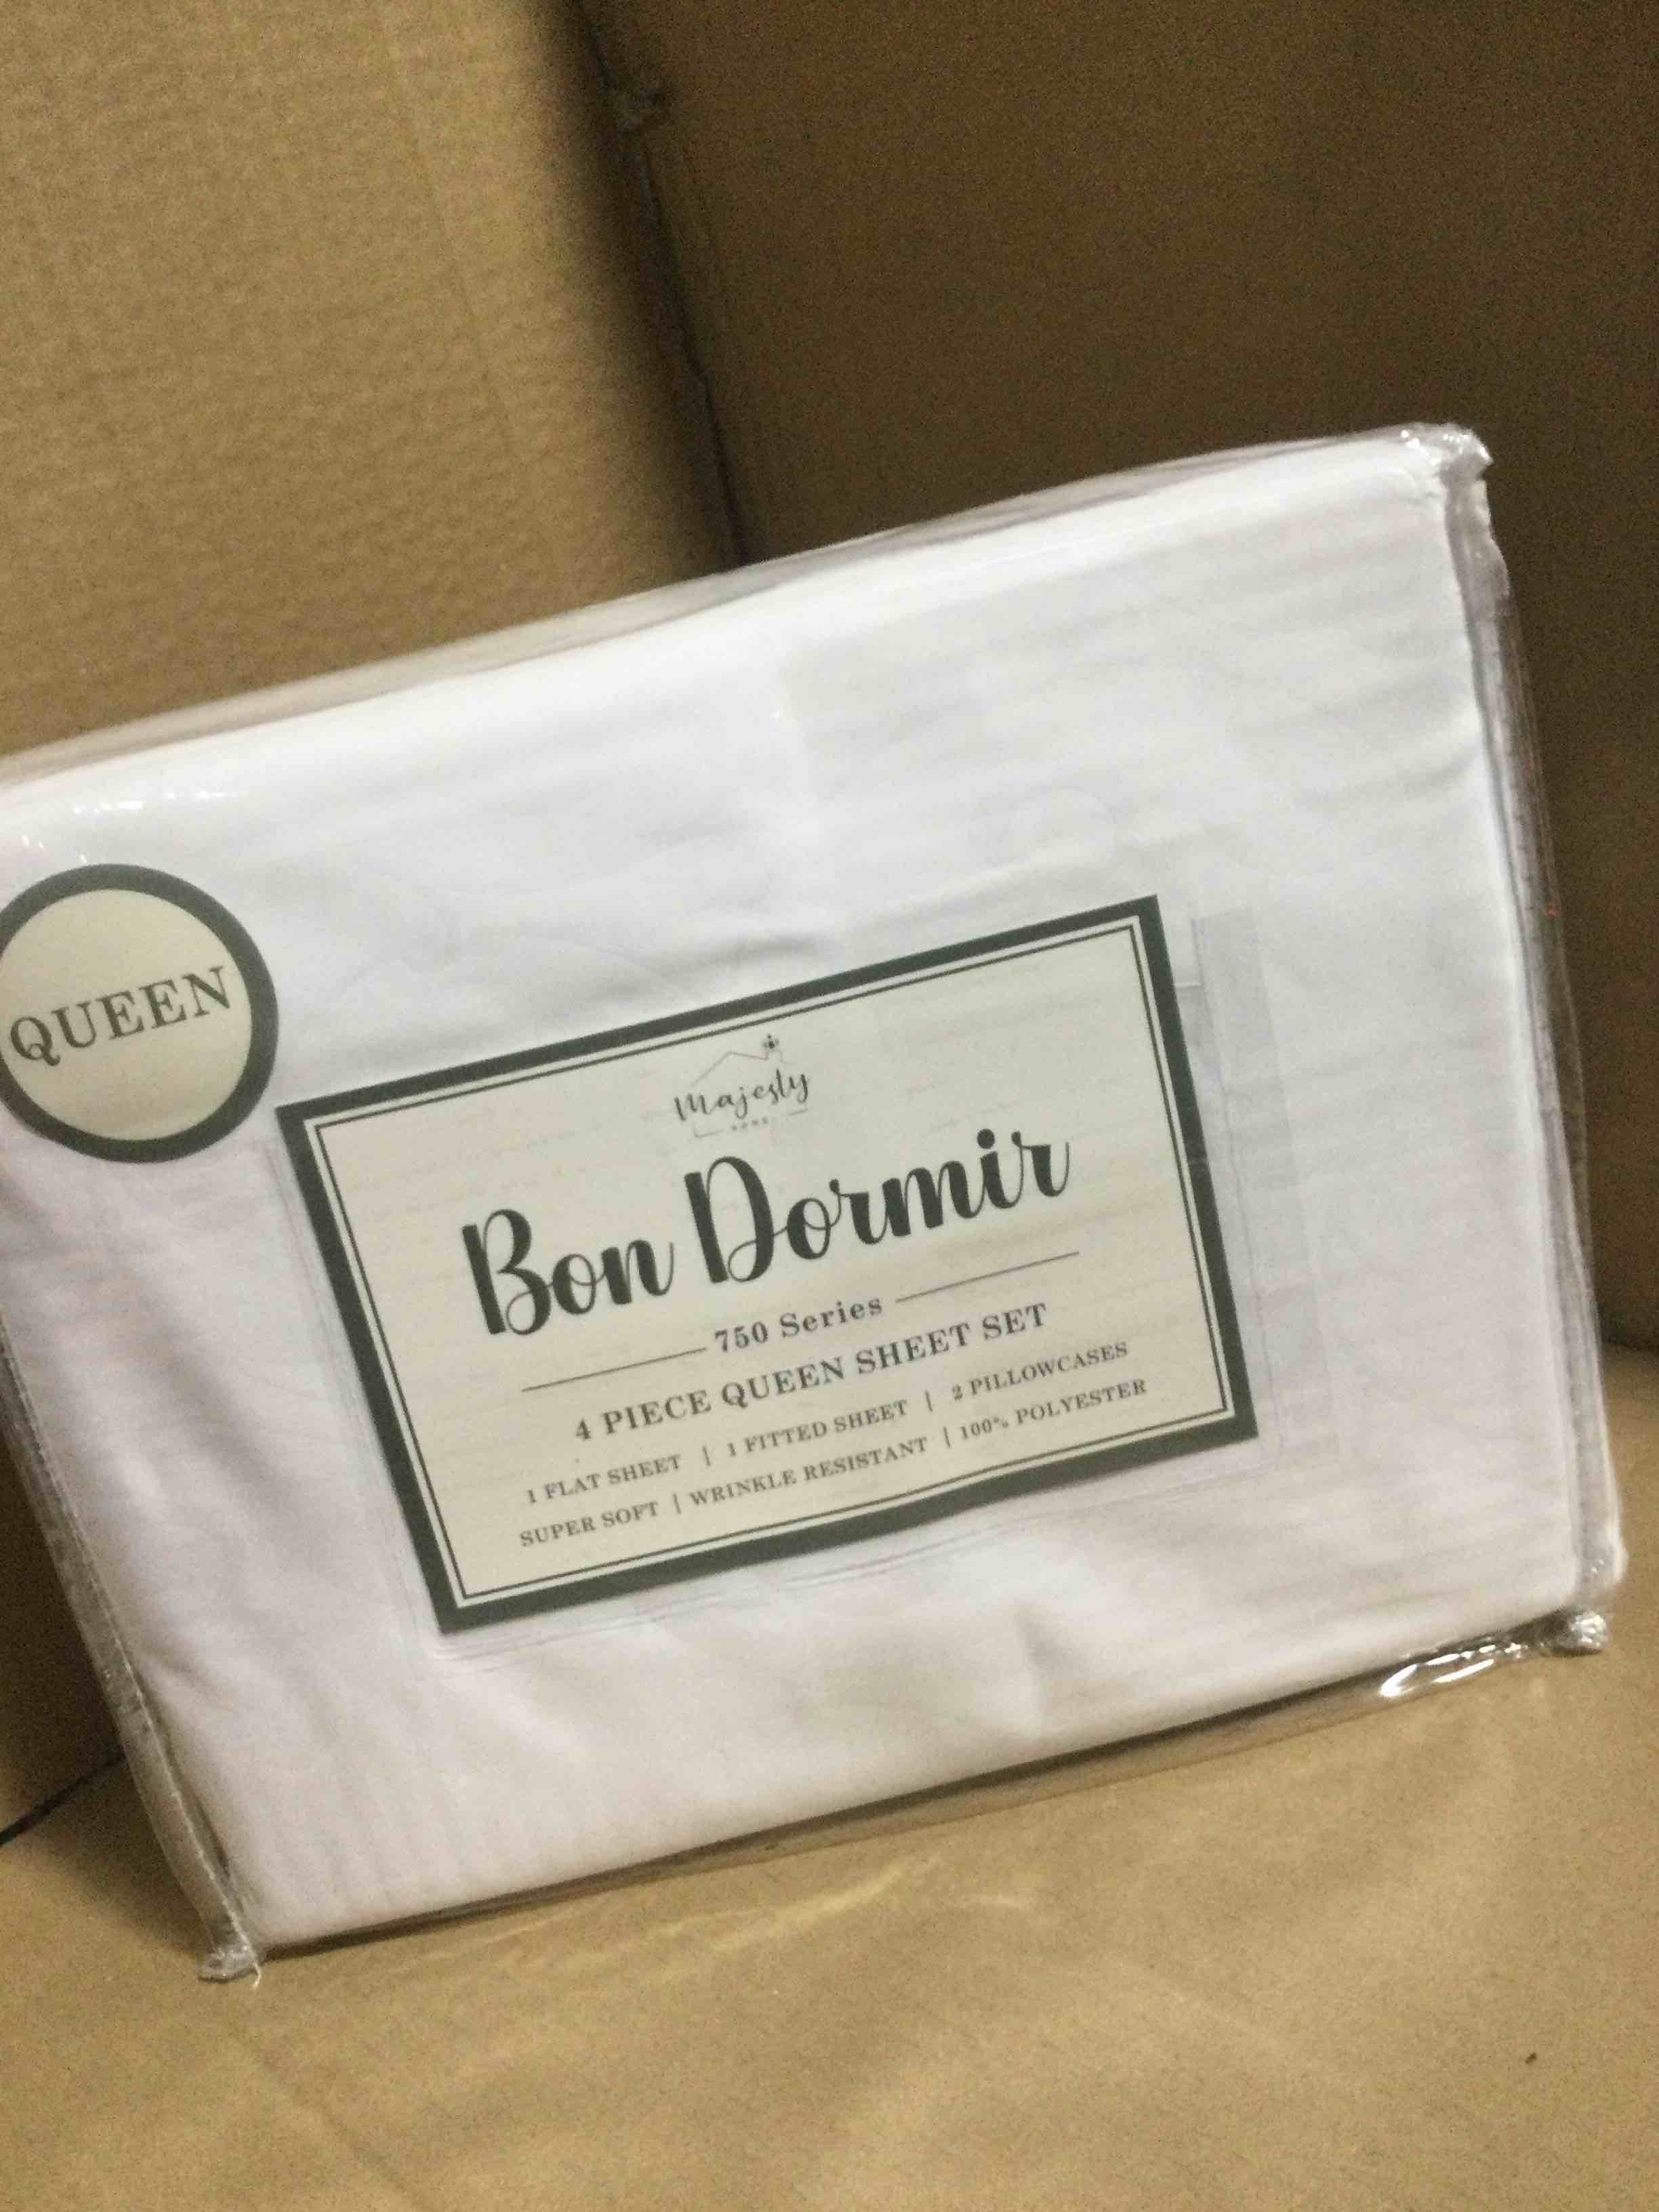 QUEEN
Majesty
HOME
Bon Dormir
750 Series
4 PIECE QUEEN SHEET SET
1 FLAT SHEET | 1 FITTED SHEET | 2 PILLOWCASES
SUPER SOFT | WRINKLE RESISTANT | 100% POLYESTER